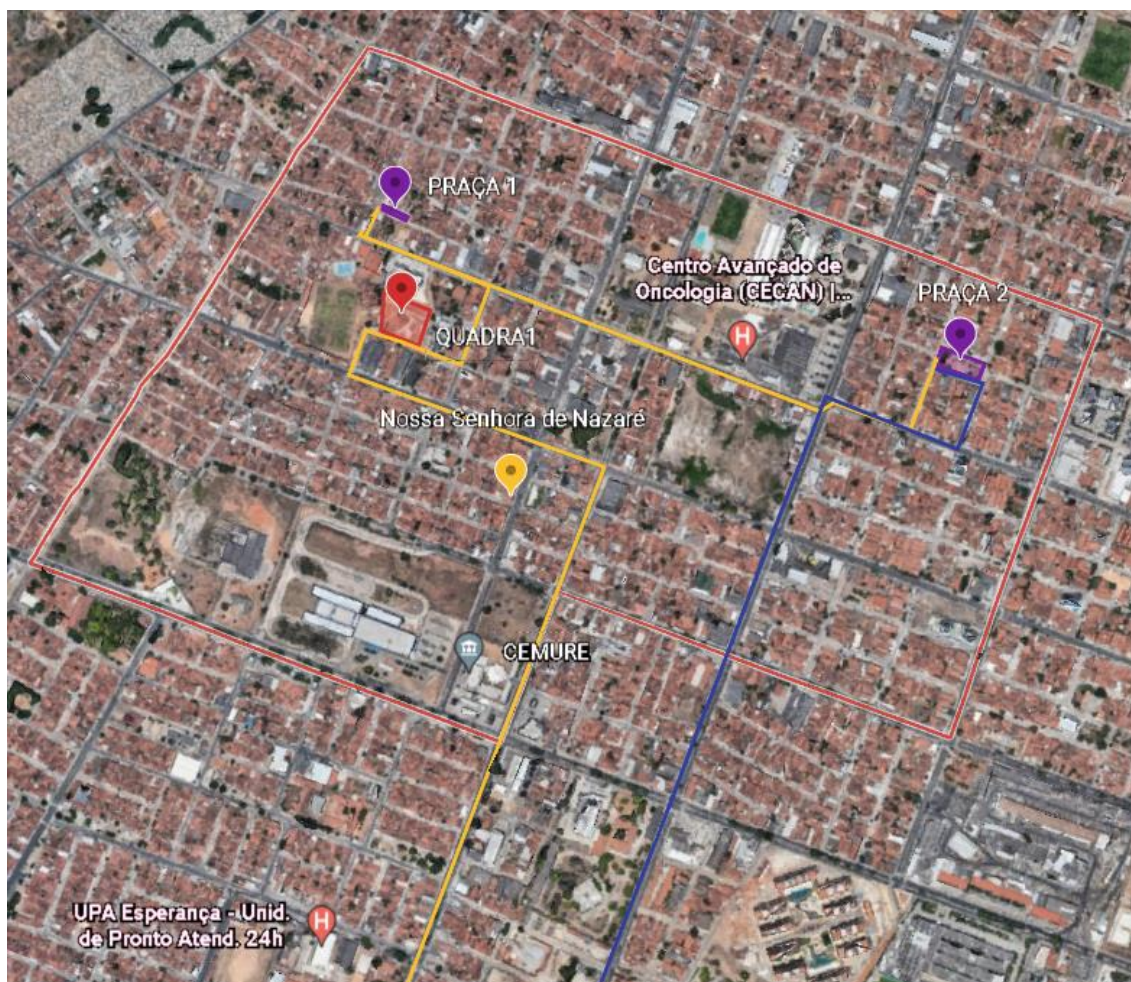 PRAÇA 1
Centro Avançado de
Oncologia (CECAN) |...
PRAÇA 2
H
QUADRA1
Nossa Senhora de Nazaré
CEMURE
UPA Esperança - Unid.
de Pronto Atend. 24h
H